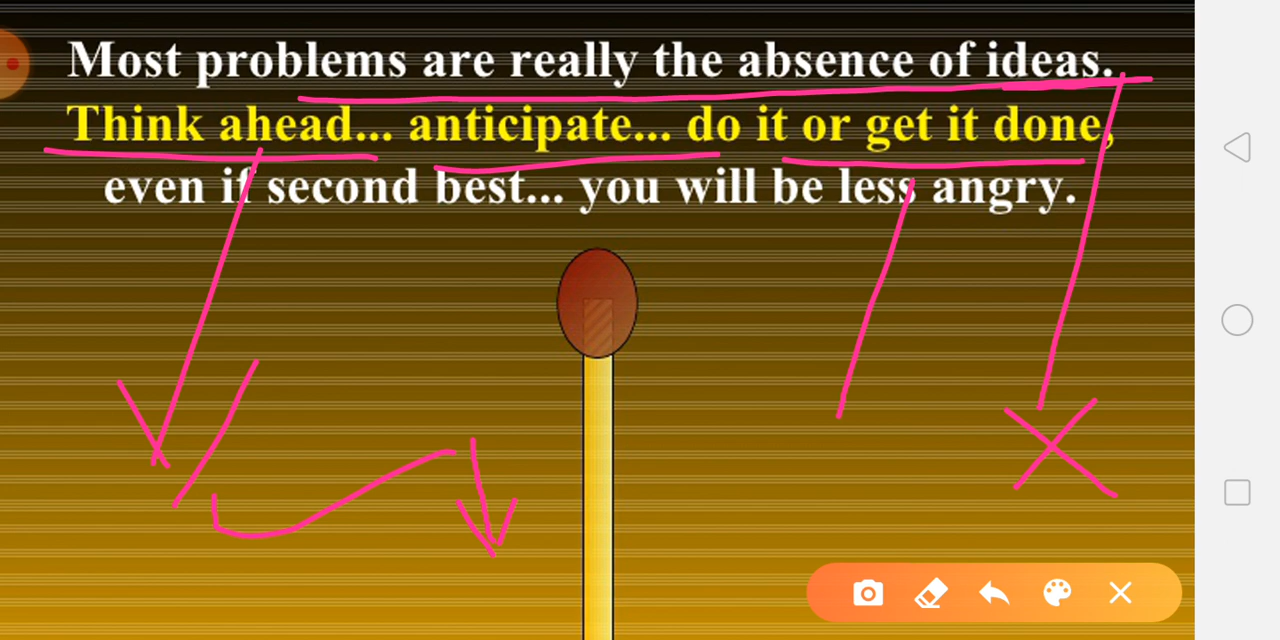 Most problems are really the absence of ideas.
Think ahead... anticipate... do it or get it done,
even if second best... you will be less angry.